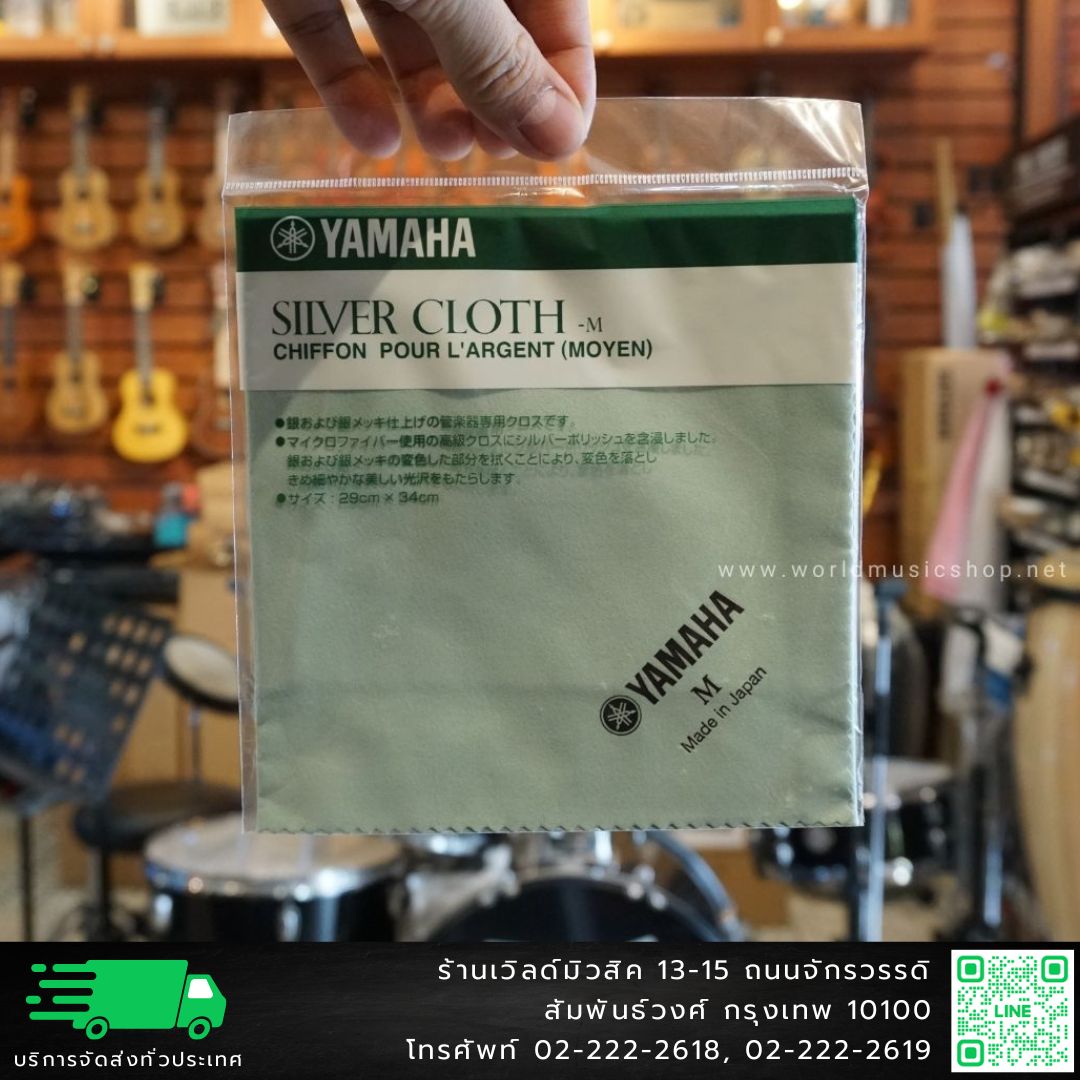 YAMAHA
SILVER CLOTH -M
CHIFFON POUR L'ARGENT (MOYEN)
●銀および銀メッキ仕上げの管楽器専用クロスです。
●マイクロファイバー使用の高級クロスにシルバーポリッシュを含浸しました。
銀および銀メッキの変色した部分を拭くことにより、変色を落とし
きめ細やかな美しい光沢をもたらします。
●サイズ：29cm×34cm
www.worldmusicshop.net
YAMAHA
M
Made in Japan
ร้านเวิลด์มิวสิค 13-15 ถนนจักรวรรดิ
สัมพันธ์วงศ์ กรุงเทพ 10100
โทรศัพท์ 02-222-2618, 02-222-2619
บริการจัดส่งทั่วประเทศ
LINE